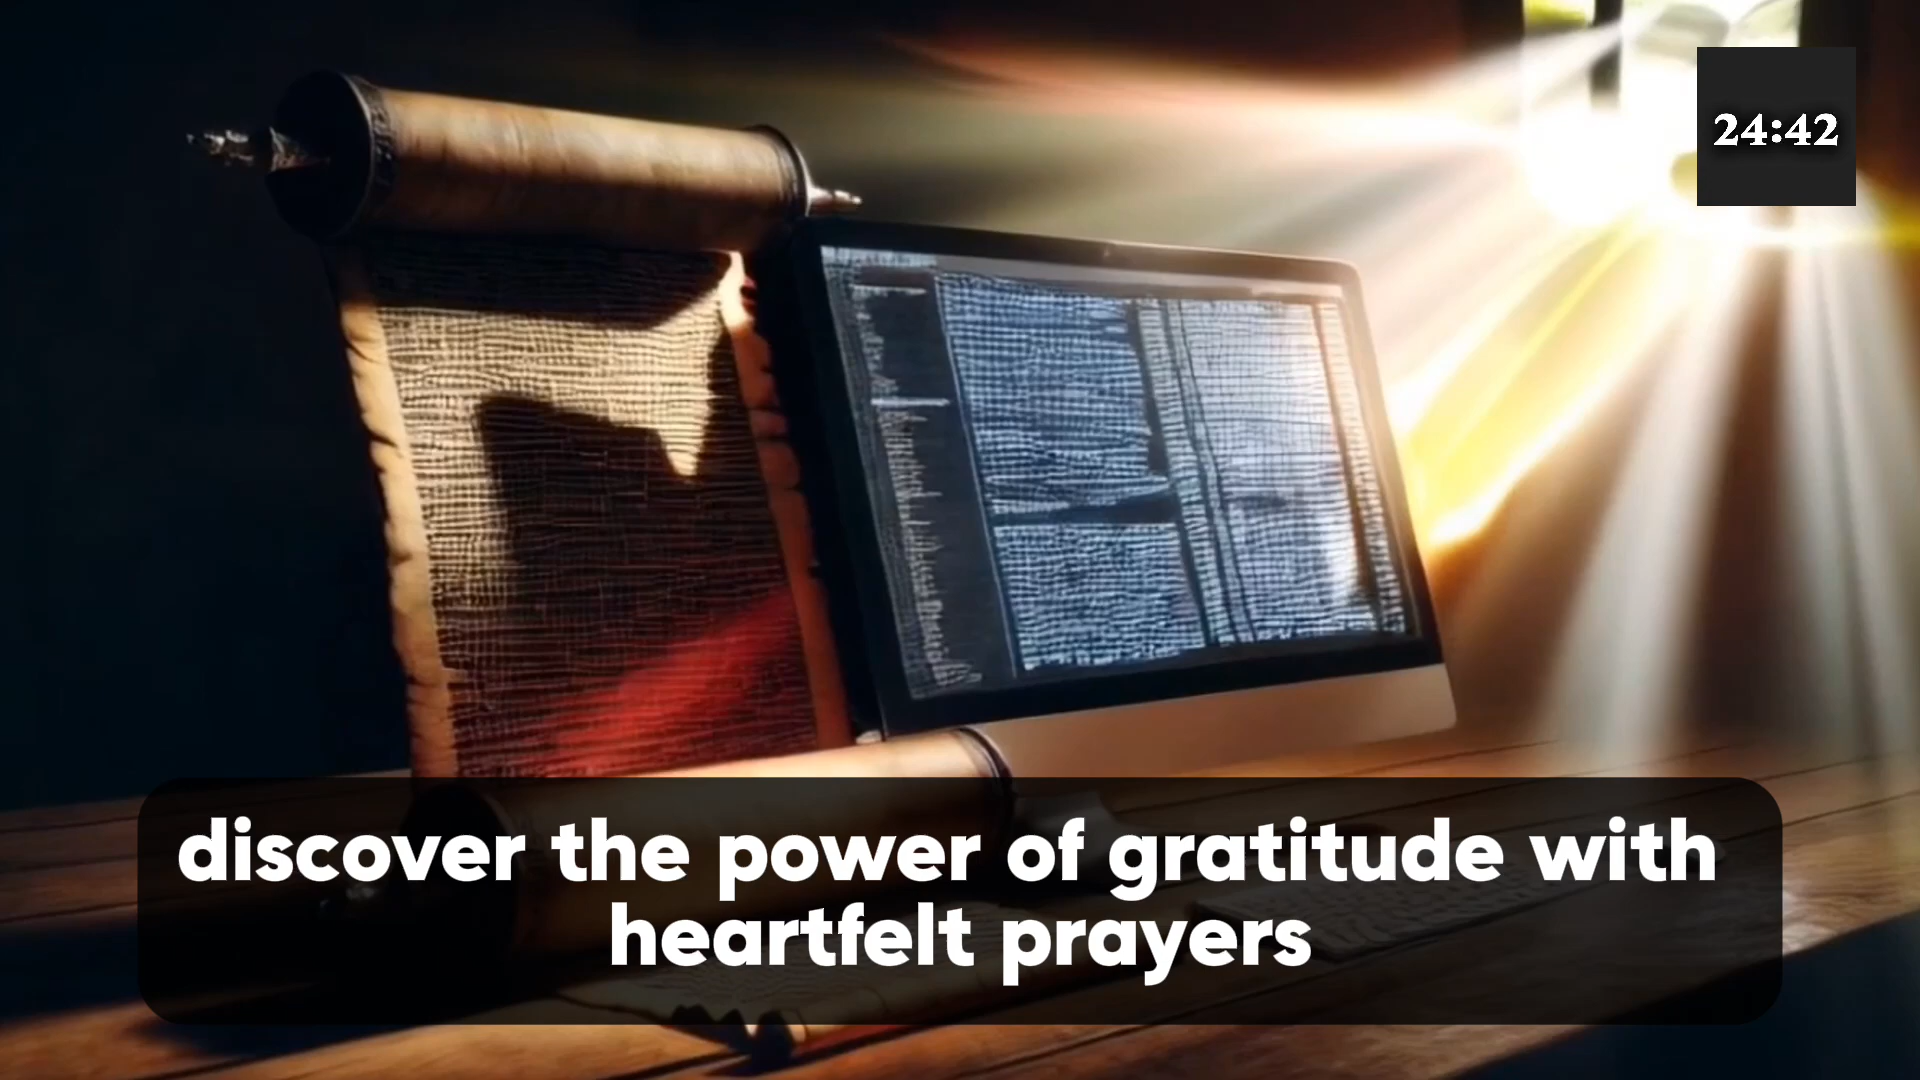 24:42
discover the power of gratitude with
heartfelt prayers